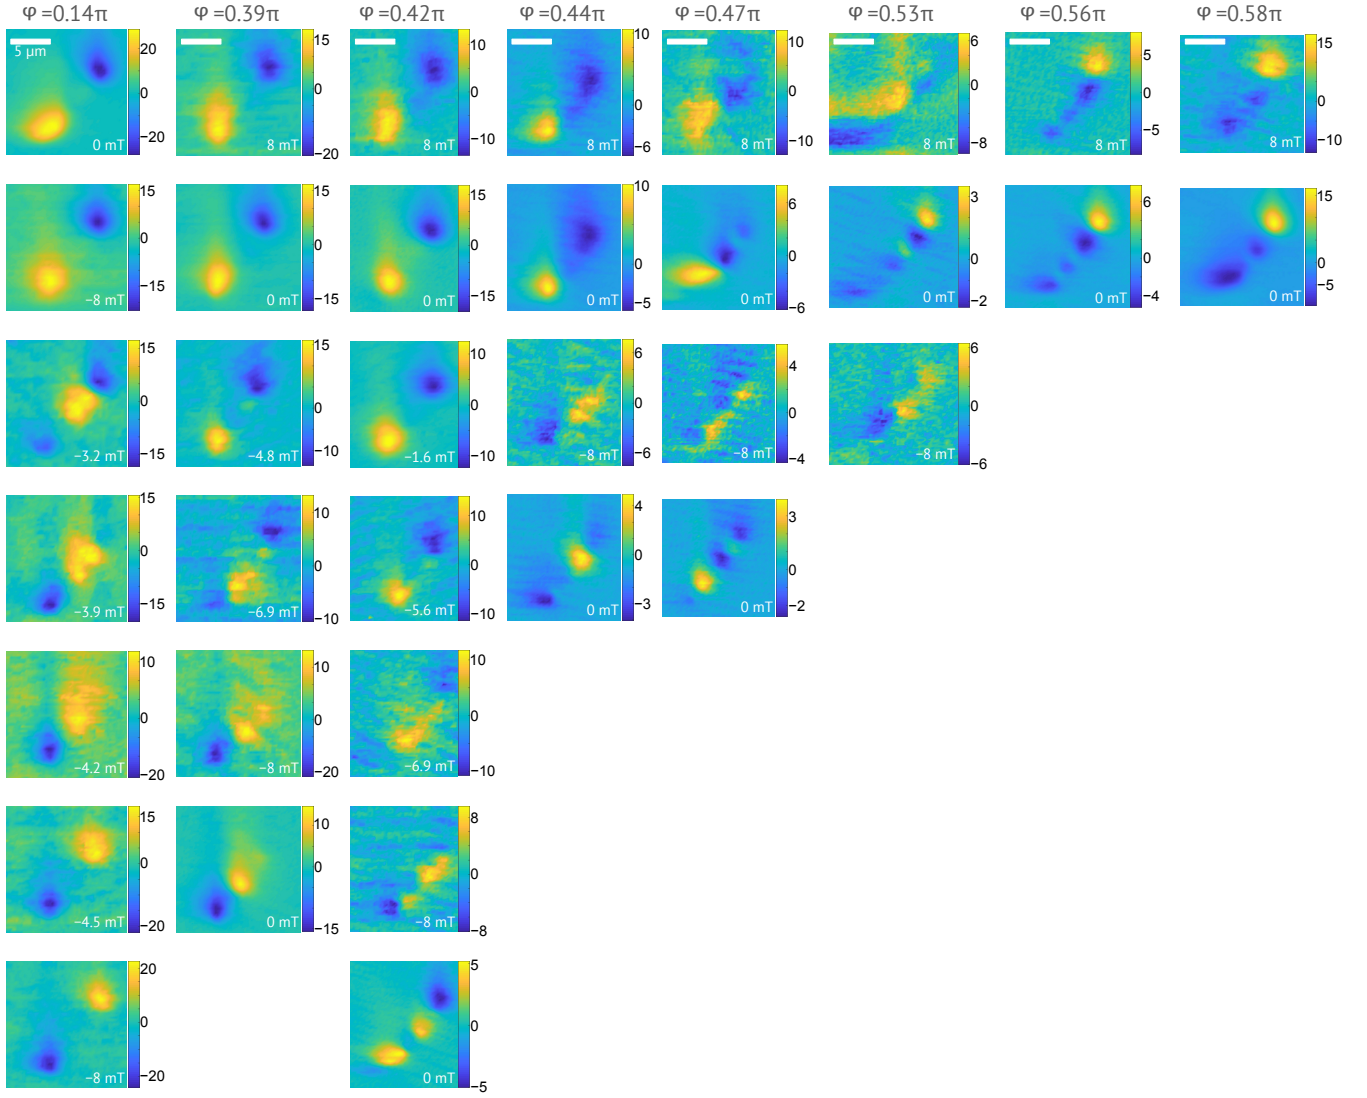 φ =0.14π φ =0.39π φ =0.42π φ =0.44π φ =0.47π φ =0.53π φ =0.56π φ =0.58π
5 µm
20 10 0 −10 −20 0 mT
15 0 −20 8 mT
10 0 −10 8 mT
10 0 −6 8 mT
10 0 −10 8 mT
6 0 −8 8 mT
5 0 −5 8 mT
15 0 −10 8 mT
15 0 −15 −8 mT
15 0 −15 0 mT
15 0 −15 0 mT
10 0 −5 0 mT
6 0 −6 0 mT
3 0 −2 0 mT
6 0 −4 0 mT
15 0 −5 0 mT
15 0 −15 −3.2 mT
15 0 −10 −4.8 mT
10 0 −10 −1.6 mT
6 0 −6 −8 mT
4 0 −4 −8 mT
6 0 −6 −8 mT
15 0 −15 −3.9 mT
10 0 −10 −6.9 mT
10 0 −10 −5.6 mT
4 0 −3 0 mT
3 0 −2 0 mT
10 0 −20 −4.2 mT
10 0 −20 −8 mT
10 0 −10 −6.9 mT
15 0 −20 −4.5 mT
10 0 −15 0 mT
8 0 −8 −8 mT
20 0 −20 −8 mT
5 0 −5 0 mT